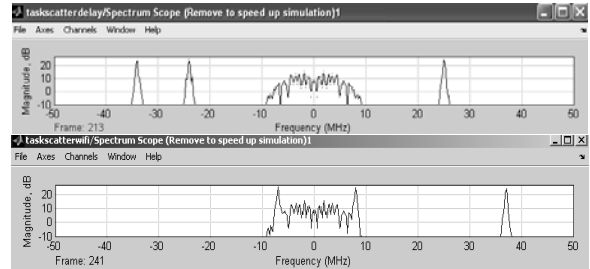 taskscatterdelay/Spectrum Scope (Remove to speed up simulation)1
File Axes Channels Window Help
Magnitude, dB
20
10
0
-10
-50 -40 -30 -20 -10 0 10 20 30 40 50
Frame: 213 Frequency (MHz)
taskscatterwifi/Spectrum Scope (Remove to speed up simulation)1
File Axes Channels Window Help
Magnitude, dB
20
10
0
-10
-50 -40 -30 -20 -10 0 10 20 30 40 50
Frame: 241 Frequency (MHz)